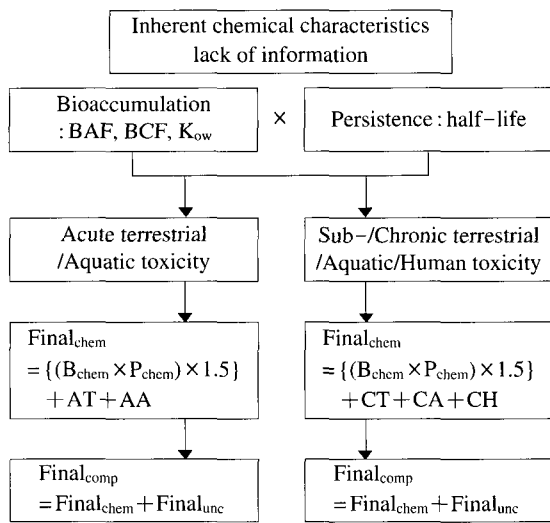 Inherent chemical characteristics
lack of information
Bioaccumulation
: BAF, BCF, Kow
×
Persistence : half-life
Acute terrestrial
/Aquatic toxicity
Sub-/Chronic terrestrial
/Aquatic/Human toxicity
Finalchem
={(Bchem×Pchem)×1.5}
+AT+AA
Finalchem
={(Bchem×Pchem)×1.5}
+CT+CA+CH
Finalcomp
=Finalchem+Finalunc
Finalcomp
=Finalchem+Finalunc